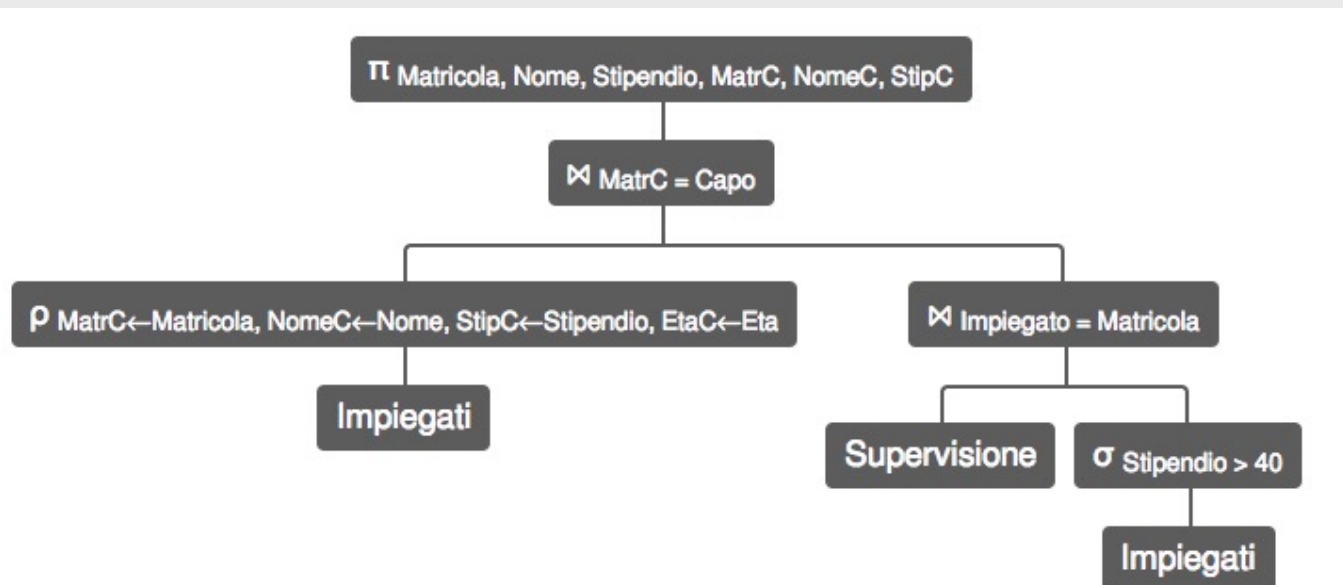 π Matricola, Nome, Stipendio, MatrC, NomeC, StipC
⋈ MatrC = Capo
ρ MatrC←Matricola, NomeC←Nome, StipC←Stipendio, EtaC←Eta
⋈ Impiegato = Matricola
Impiegati
Supervisione
σ Stipendio > 40
Impiegati